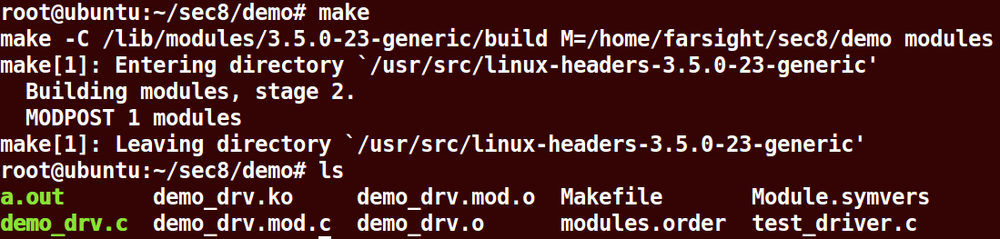 root@ubuntu:~/sec8/demo# make
make -C /lib/modules/3.5.0-23-generic/build M=/home/farsight/sec8/demo modules
make[1]: Entering directory `/usr/src/linux-headers-3.5.0-23-generic'
  Building modules, stage 2.
  MODPOST 1 modules
make[1]: Leaving directory `/usr/src/linux-headers-3.5.0-23-generic'
root@ubuntu:~/sec8/demo# ls
a.out       demo_drv.ko     demo_drv.mod.o  Makefile       Module.symvers
demo_drv.c  demo_drv.mod.c  demo_drv.o      modules.order  test_driver.c